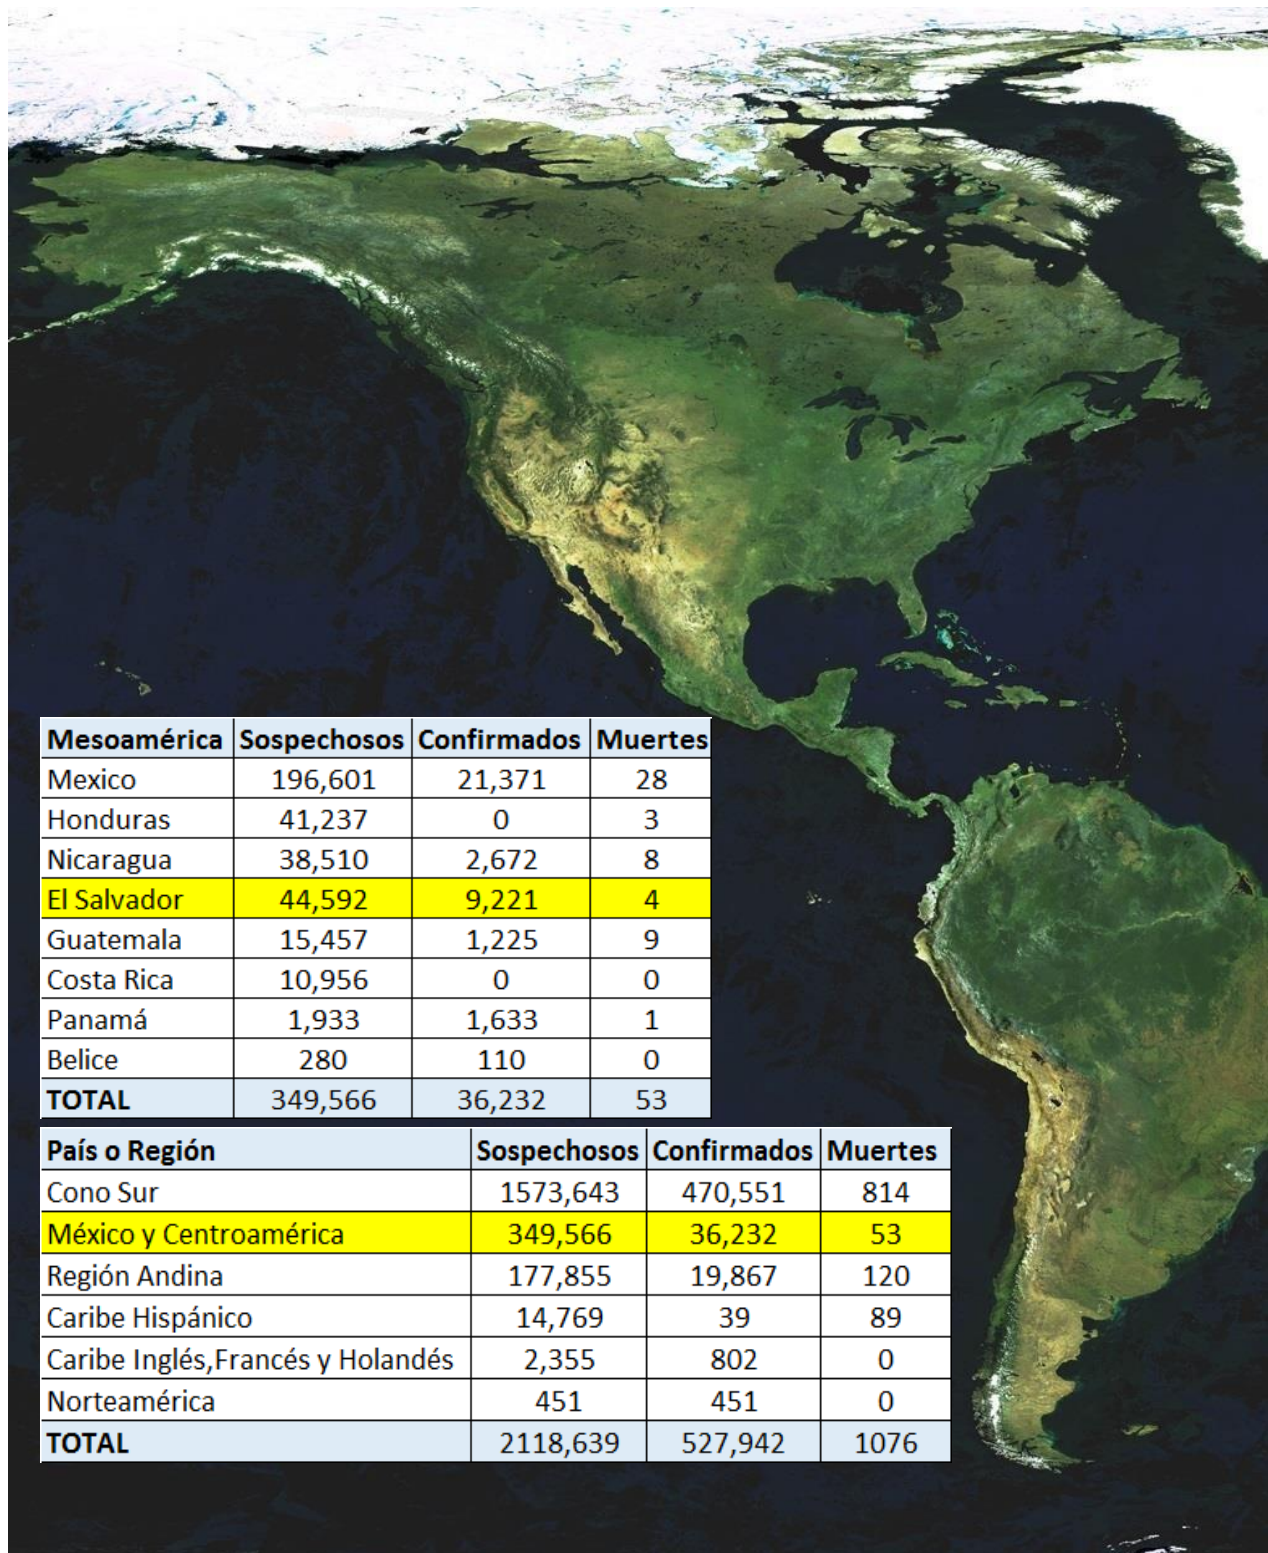 Mesoamérica Sospechosos Confirmados Muertes
Mexico 196,601 21,371 28
Honduras 41,237 0 3
Nicaragua 38,510 2,672 8
El Salvador 44,592 9,221 4
Guatemala 15,457 1,225 9
Costa Rica 10,956 0 0
Panamá 1,933 1,633 1
Belice 280 110 0
TOTAL 349,566 36,232 53
País o Región Sospechosos Confirmados Muertes
Cono Sur 1573,643 470,551 814
México y Centroamérica 349,566 36,232 53
Región Andina 177,855 19,867 120
Caribe Hispánico 14,769 39 89
Caribe Inglés,Francés y Holandés 2,355 802 0
Norteamérica 451 451 0
TOTAL 2118,639 527,942 1076